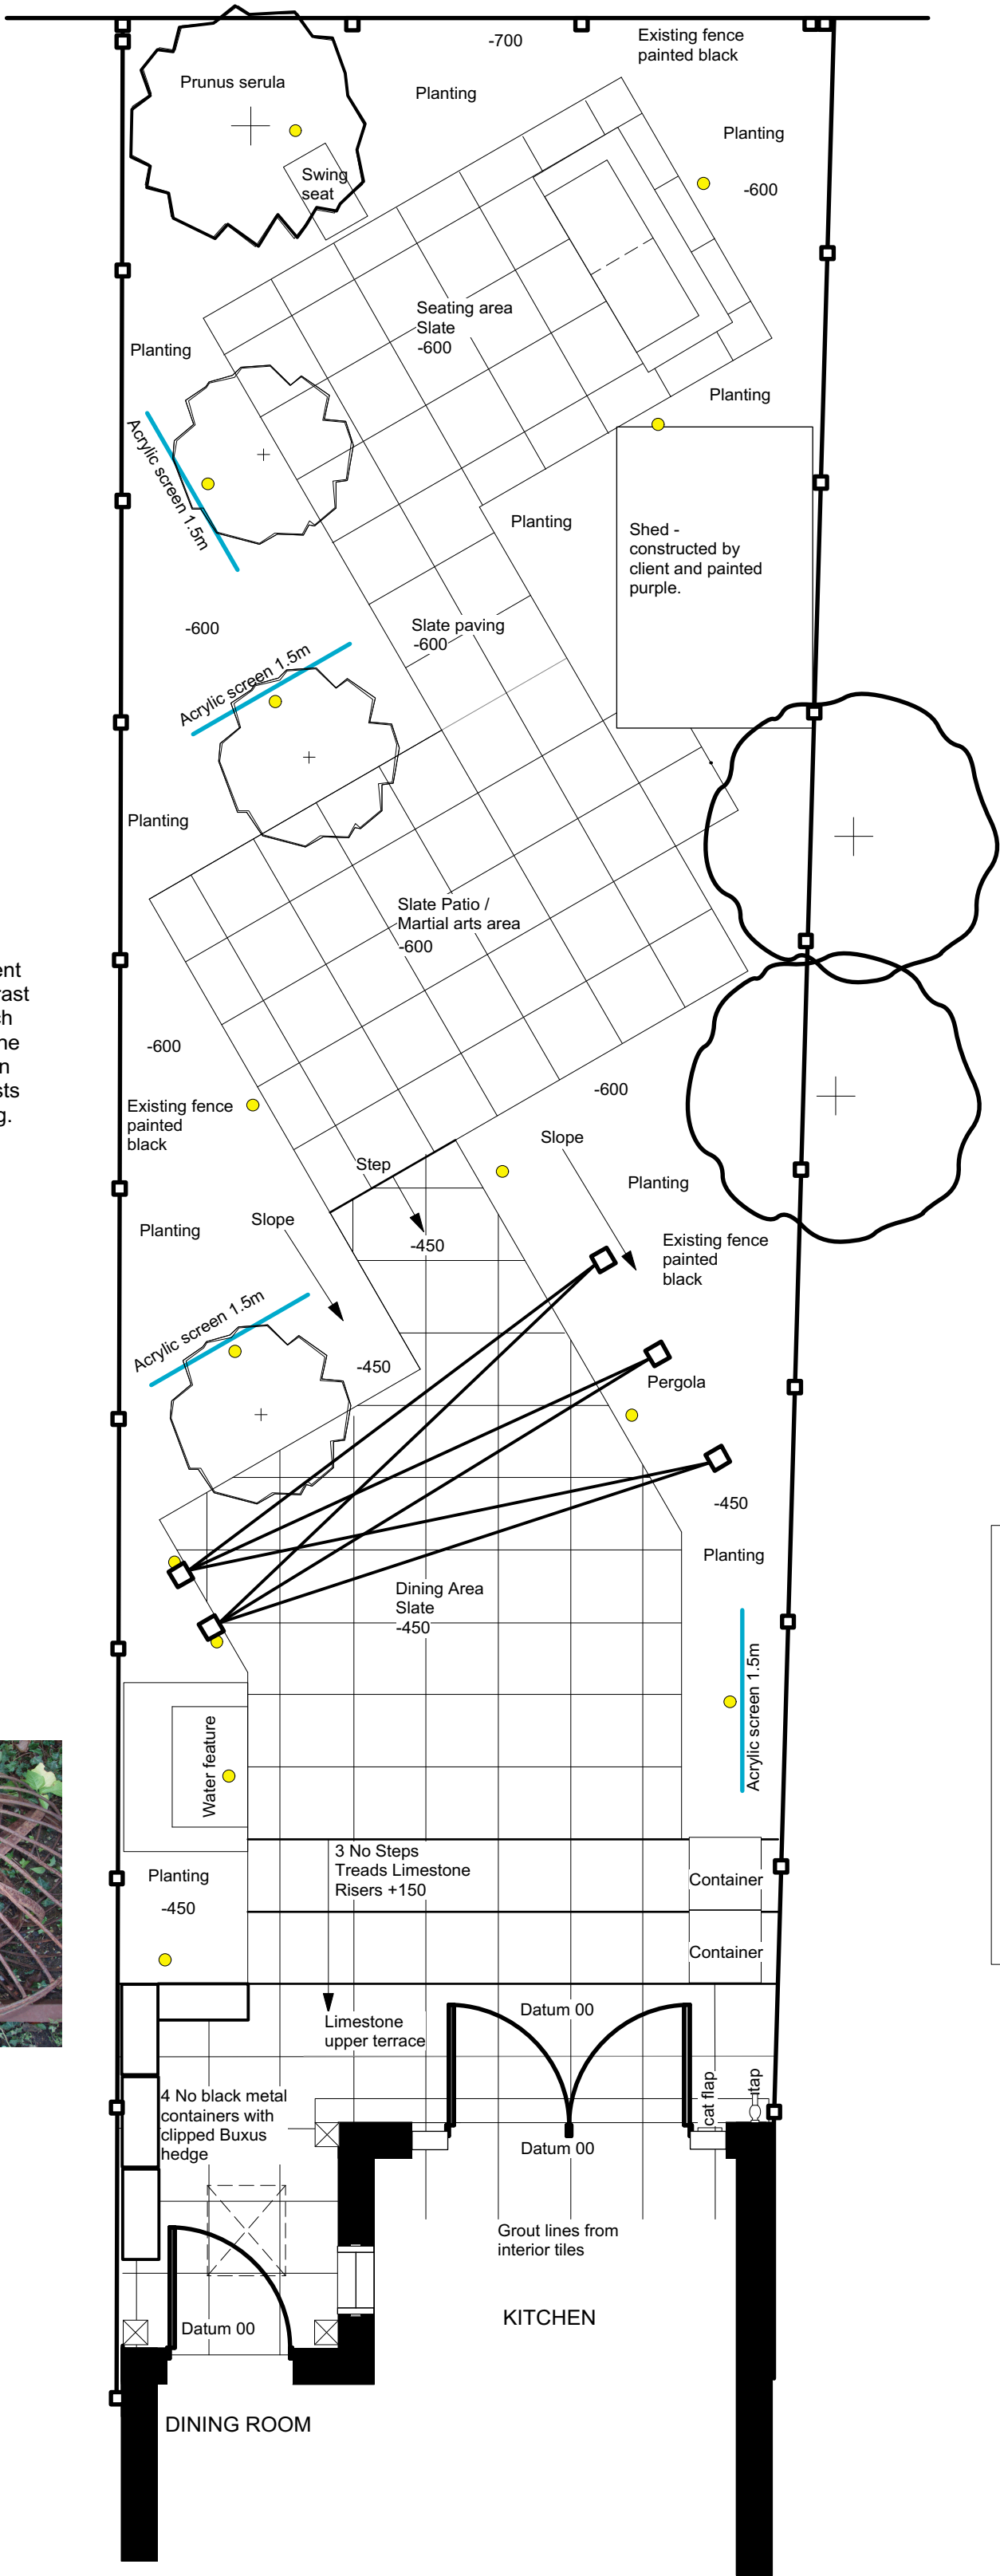 -700
Existing fence
painted black
Prunus serula
Planting
Planting
Swing
seat
-600
Seating area
Slate
-600
Planting
Planting
Acrylic screen 1.5m
Planting
Shed -
constructed by
client and painted
purple.
-600
Slate paving
-600
Acrylic screen 1.5m
Planting
Slate Patio /
Martial arts area
-600
-600
-600
Existing fence
painted
black
Slope
Step
Planting
Slope
Planting
-450
Existing fence
painted
black
Acrylic screen 1.5m
-450
Pergola
-450
Planting
Dining Area
Slate
-450
Acrylic screen 1.5m
Water feature
3 No Steps
Treads Limestone
Risers +150
Planting
-450
Container
Container
Limestone
upper terrace
Datum 00
cat flap
tap
4 No black metal
containers with
clipped Buxus
hedge
Datum 00
Grout lines from
interior tiles
KITCHEN
Datum 00
DINING ROOM